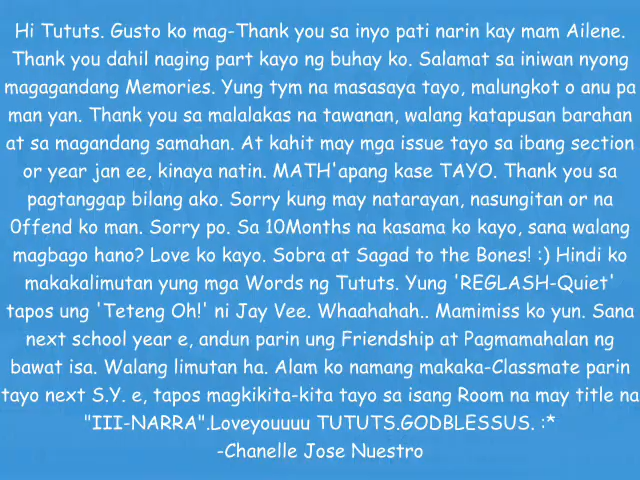 Hi Tututs. Gusto ko mag-Thank you sa inyo pati narin kay mam Ailene.
Thank you dahil naging part kayo ng buhay ko. Salamat sa iniwan nyong
magagandang Memories. Yung tym na masasaya tayo, malungkot o anu pa
man yan. Thank you sa malalakas na tawanan, walang katapusan barahan
at sa magandang samahan. At kahit may mga issue tayo sa ibang section
or year jan ee, kinaya natin. MATH'apang kase TAYO. Thank you sa
pagtanggap bilang ako. Sorry kung may natarayan, nasungitan or na
0ffend ko man. Sorry po. Sa 10Months na kasama ko kayo, sana walang
magbago hano? Love ko kayo. Sobra at Sagad to the Bones! :) Hindi ko
makakalimutan yung mga Words ng Tututs. Yung 'REGLASH-Quiet'
tapos ung 'Teteng Oh!' ni Jay Vee. Whaahahah.. Mamimiss ko yun. Sana
next school year e, andun parin ung Friendship at Pagmamahalan ng
bawat isa. Walang limutan ha. Alam ko namang makaka-Classmate parin
tayo next S.Y. e, tapos magkikita-kita tayo sa isang Room na may title na
"III-NARRA".Loveyouuuu TUTUTS.GODBLESSUS. :*
-Chanelle Jose Nuestro